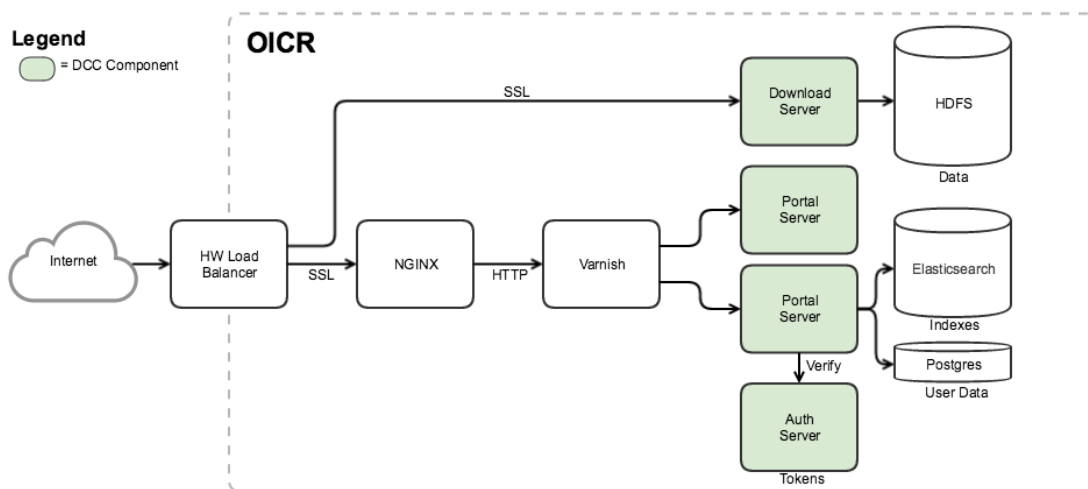 Legend
= DCC Component
OICR
SSL
Download
Server
HDFS
Data
Internet
HW Load
Balancer
SSL
NGINX
HTTP
Varnish
Portal
Server
Portal
Server
Elasticsearch
Indexes
Verify
Postgres
User Data
Auth
Server
Tokens